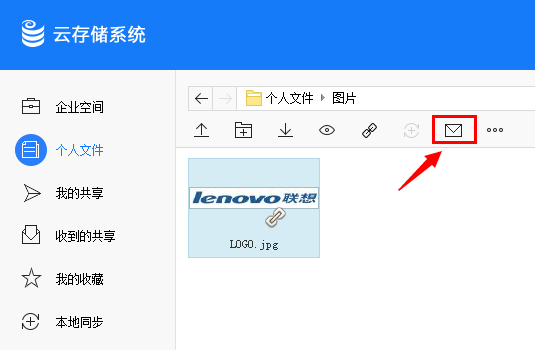 云存储系统
个人文件 图片
企业空间
个人文件
我的共享
收到的共享
我的收藏
本地同步
lenovo联想
LOGO.jpg